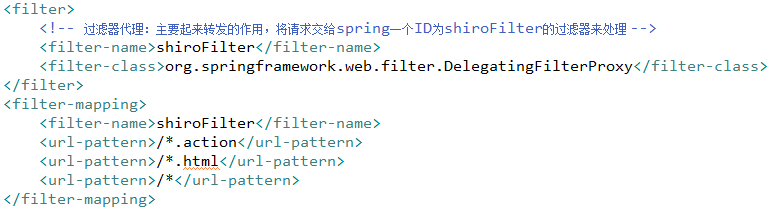 <filter>
<!-- 过滤器代理：主要起来转发的作用，将请求交给spring一个ID为shiroFilter的过滤器来处理 -->
<filter-name>shiroFilter</filter-name>
<filter-class>org.springframework.web.filter.DelegatingFilterProxy</filter-class>
</filter>
<filter-mapping>
<filter-name>shiroFilter</filter-name>
<url-pattern>/*.action</url-pattern>
<url-pattern>/*.html</url-pattern>
<url-pattern>/*</url-pattern>
</filter-mapping>